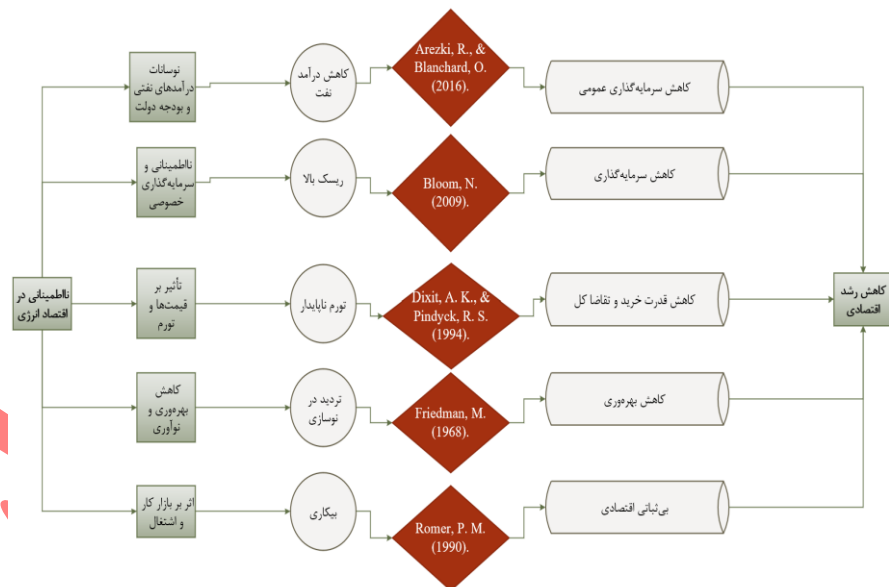 نااطمینانی در
اقتصاد انرژی
نوسانات
درآمدهای نفتی
و بودجه دولت
کاهش درآمد
نفت
Arezki, R., &
Blanchard, O.
(2016).
کاهش سرمایه‌گذاری عمومی
نااطمینانی و
سرمایه‌گذاری
خصوصی
ریسک بالا
Bloom, N.
(2009).
کاهش سرمایه‌گذاری
تأثیر بر
قیمت‌ها و
تورم
تورم ناپایدار
Dixit, A. K., &
Pindyck, R. S.
(1994).
کاهش قدرت خرید و تقاضا کل
کاهش
بهره‌وری و
نوآوری
تردید در
نوسازی
Friedman, M.
(1968).
کاهش بهره‌وری
اثر بر بازار کار
و اشتغال
بیکاری
Romer, P. M.
(1990).
بی‌ثباتی اقتصادی
کاهش رشد
اقتصادی